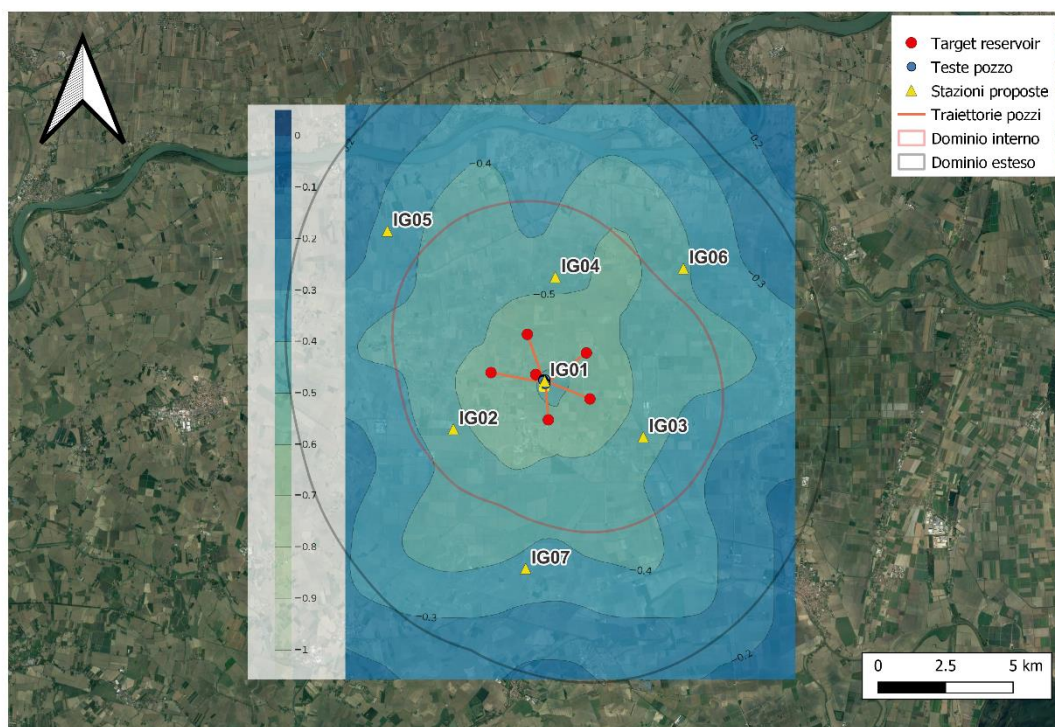 Target reservoir
Teste pozzo
Stazioni proposte
Traiettorie pozzi
Dominio interno
Dominio esteso
0
−0.1
−0.2
−0.3
−0.4
−0.5
−0.6
−0.7
−0.8
−0.9
−1
−0.4
−0.2
IG05
IG04
IG06
−0.3
−0.5
IG01
IG02
IG03
IG07
−0.4
−0.3
−0.2
0 2.5 5 km